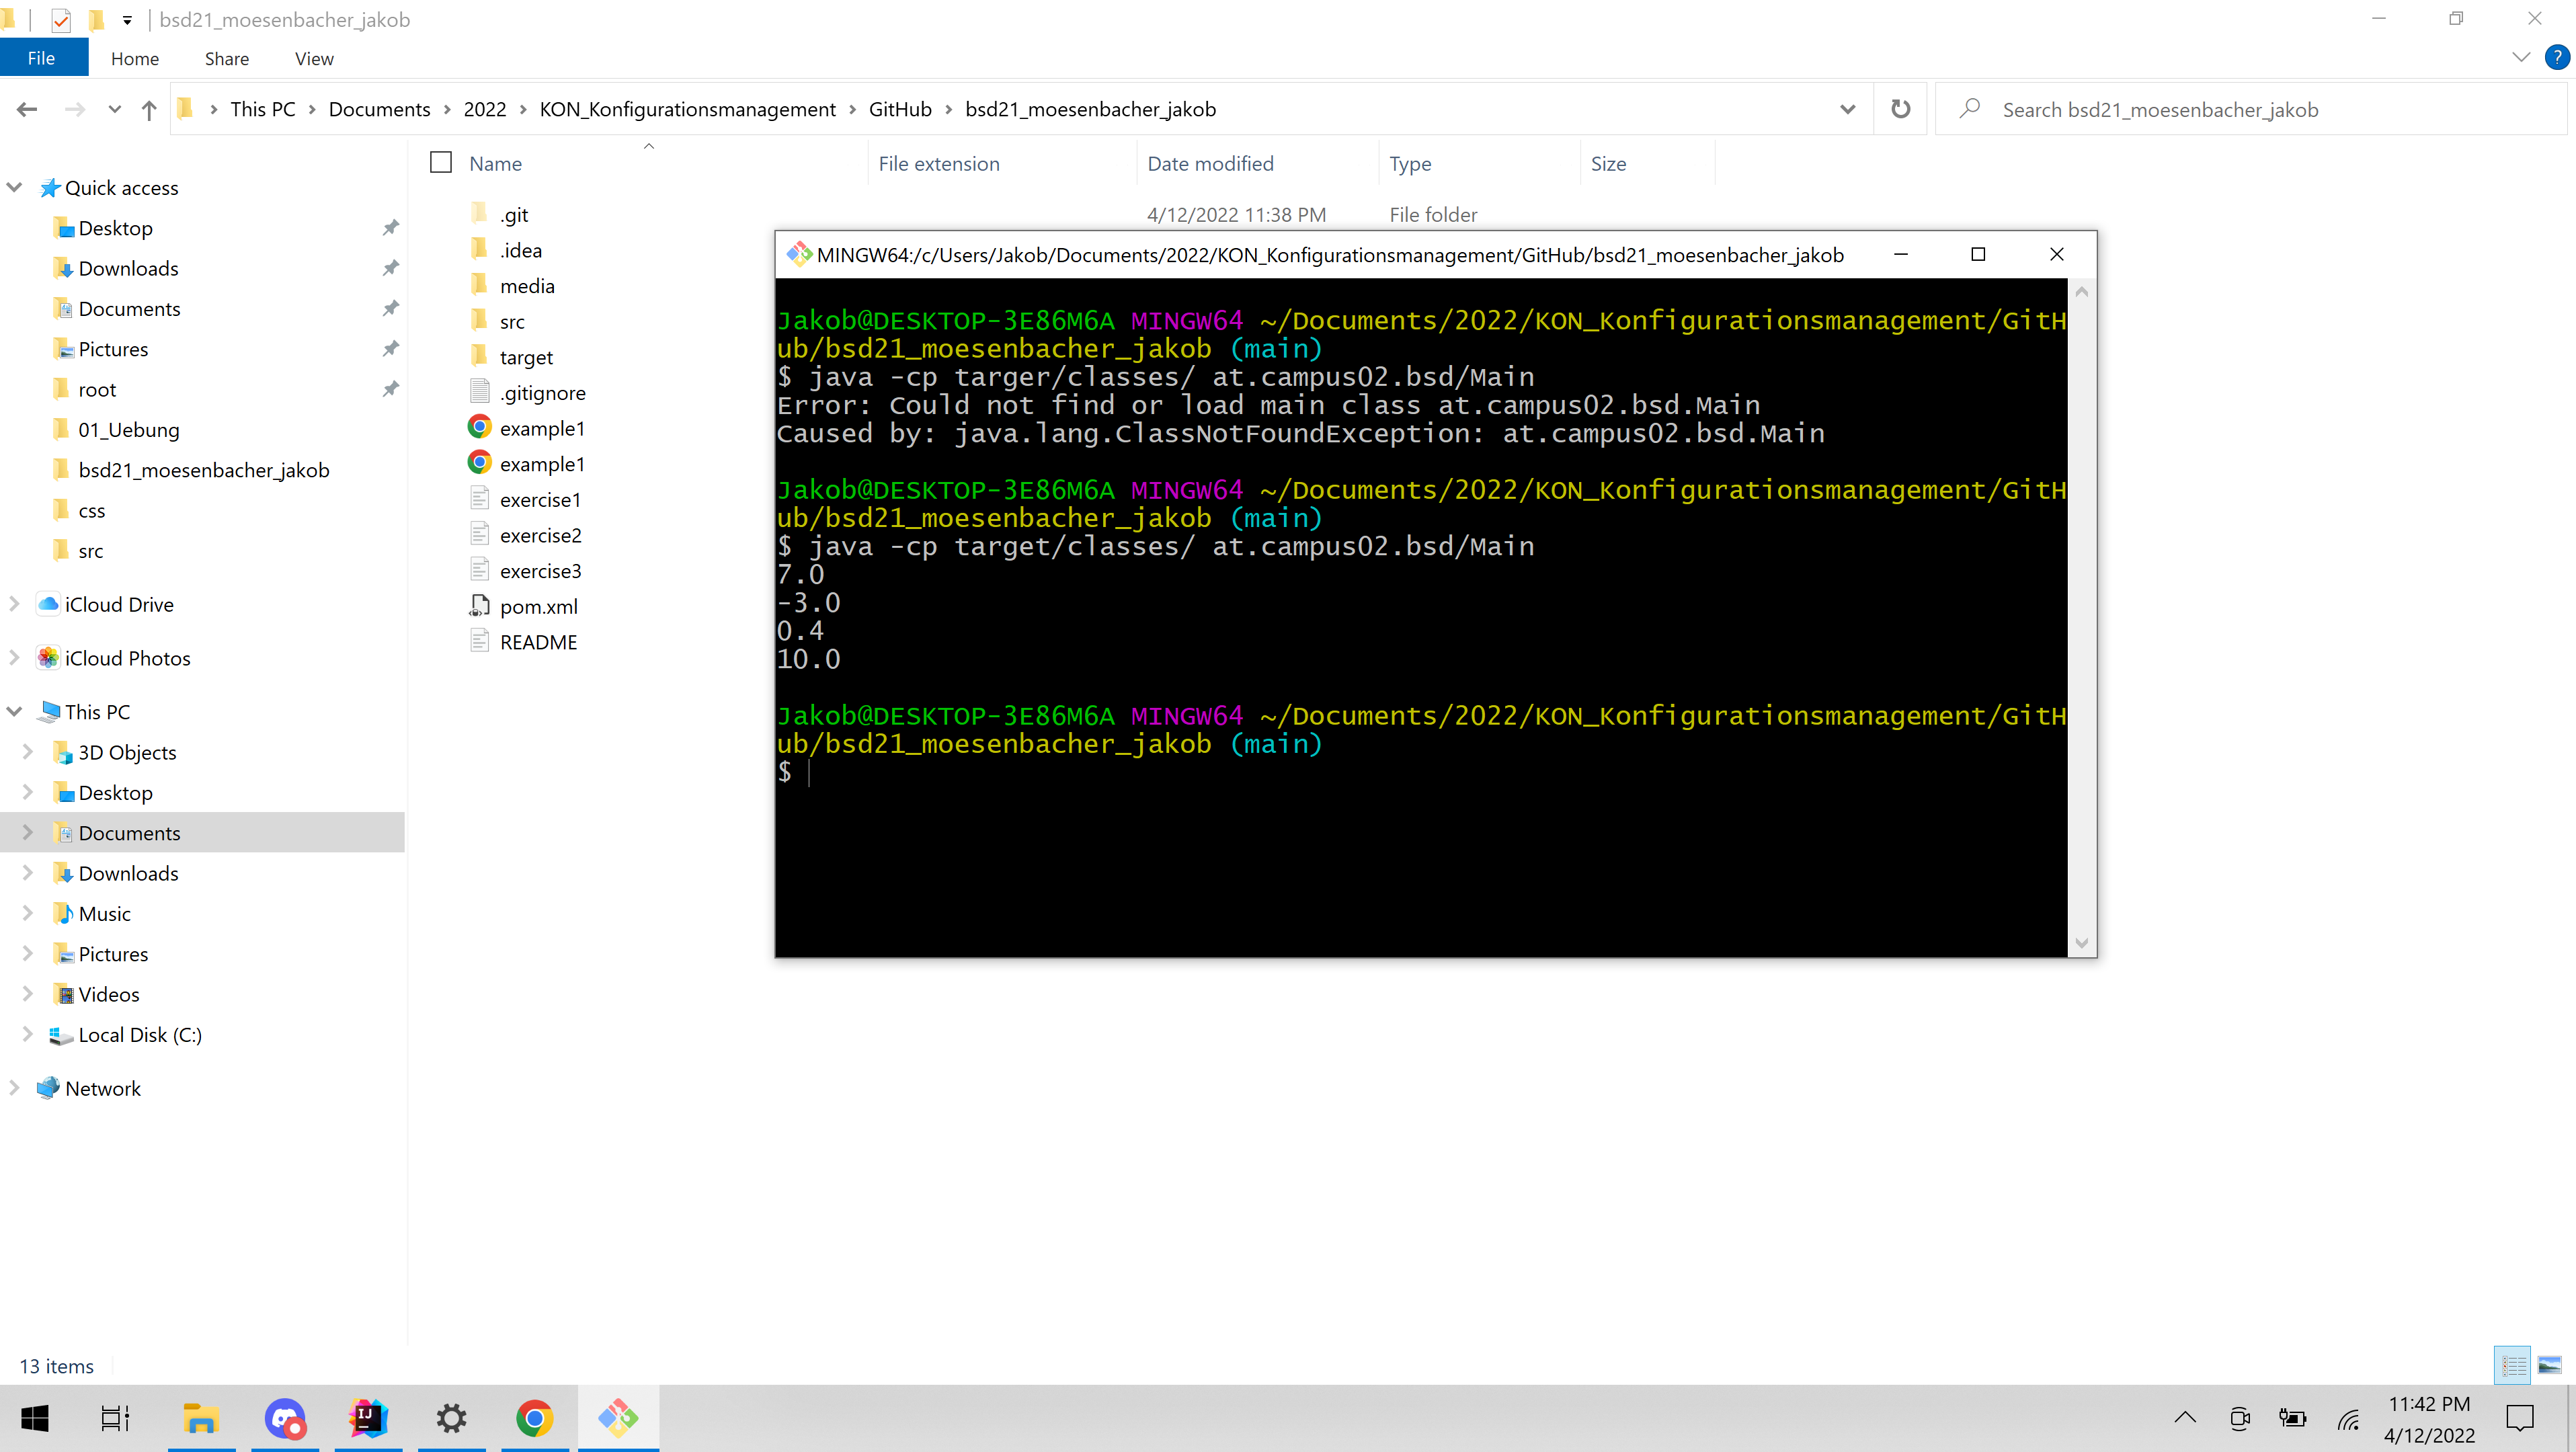 bsd21_moesenbacher_jakob
File Home Share View
This PC Documents 2022 KON_Konfigurationsmanagement GitHub bsd21_moesenbacher_jakob
Search bsd21_moesenbacher_jakob
Quick access
Desktop
Downloads
Documents
Pictures
root
01_Uebung
bsd21_moesenbacher_jakob
css
src
iCloud Drive
iCloud Photos
This PC
3D Objects
Desktop
Documents
Downloads
Music
Pictures
Videos
Local Disk (C:)
Network
Name File extension Date modified Type Size
.git 4/12/2022 11:38 PM File folder
.idea
media
src
target
.gitignore
example1
example1
exercise1
exercise2
exercise3
pom.xml
README
MINGW64:/c/Users/Jakob/Documents/2022/KON_Konfigurationsmanagement/GitHub/bsd21_moesenbacher_jakob
Jakob@DESKTOP-3E86M6A MINGW64 ~/Documents/2022/KON_Konfigurationsmanagement/GitH
ub/bsd21_moesenbacher_jakob (main)
$ java -cp targer/classes/ at.campus02.bsd/Main
Error: Could not find or load main class at.campus02.bsd.Main
Caused by: java.lang.ClassNotFoundException: at.campus02.bsd.Main
Jakob@DESKTOP-3E86M6A MINGW64 ~/Documents/2022/KON_Konfigurationsmanagement/GitH
ub/bsd21_moesenbacher_jakob (main)
$ java -cp target/classes/ at.campus02.bsd/Main
7.0
-3.0
0.4
10.0
Jakob@DESKTOP-3E86M6A MINGW64 ~/Documents/2022/KON_Konfigurationsmanagement/GitH
ub/bsd21_moesenbacher_jakob (main)
$
13 items
IJ
11:42 PM
4/12/2022